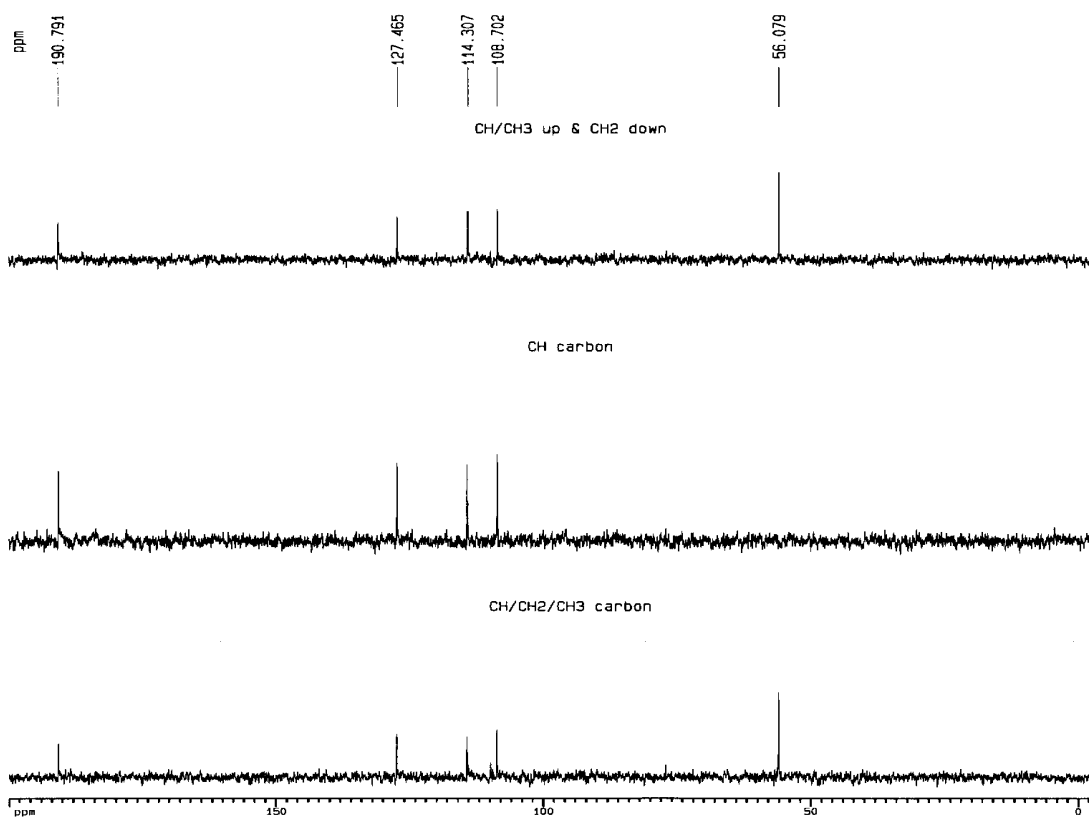 ppm
190.791
127.465
114.307
108.702
56.079
CH/CH3 up & CH2 down
CH carbon
CH/CH2/CH3 carbon
ppm 150 100 50 0